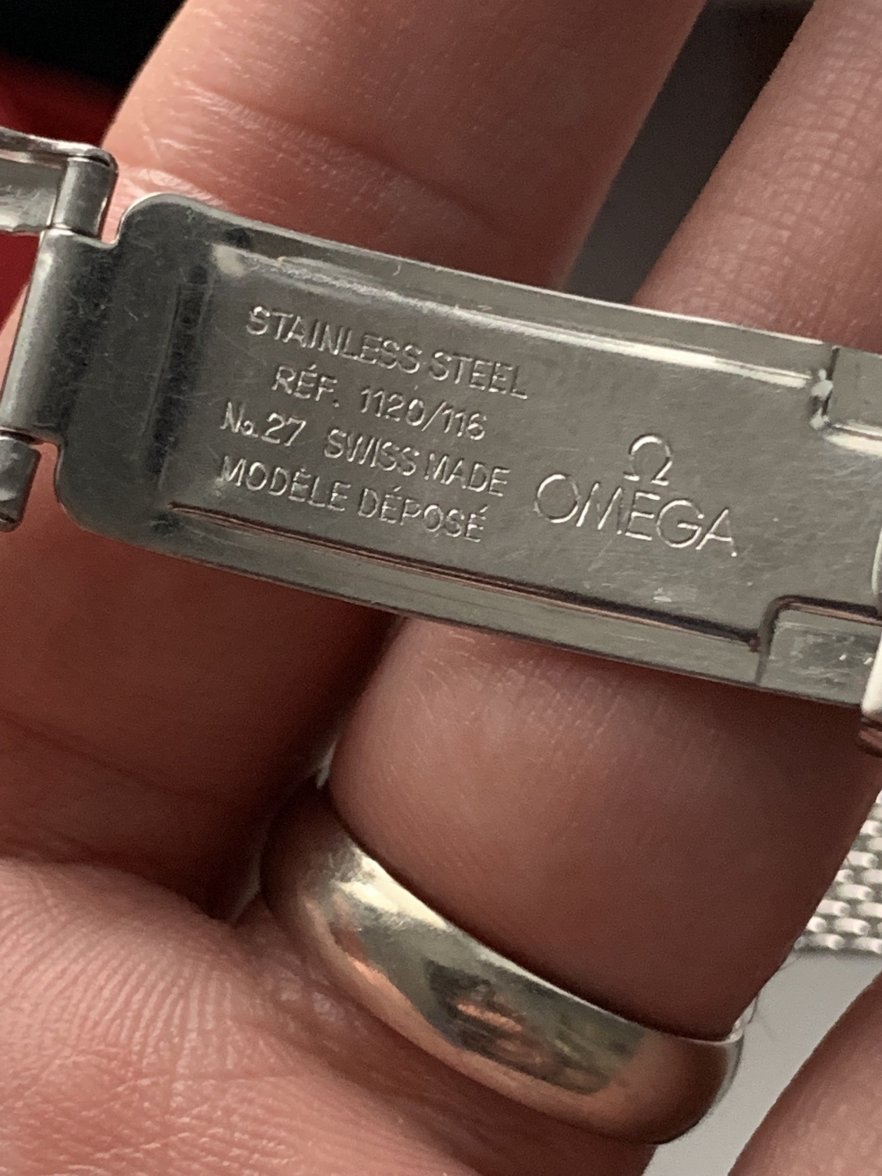 STAINLESS STEEL
RÉF. 1120/116
No.27 SWISS MADE
MODÈLE DÉPOSÉ
Ω
OMEGA